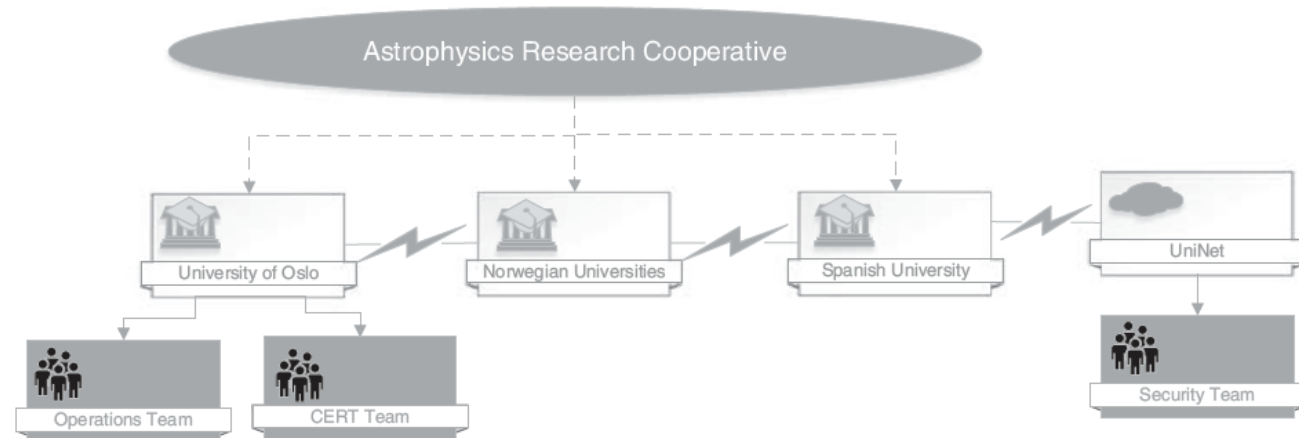 Astrophysics Research Cooperative
University of Oslo
Norwegian Universities
Spanish University
UniNet
Operations Team
CERT Team
Security Team